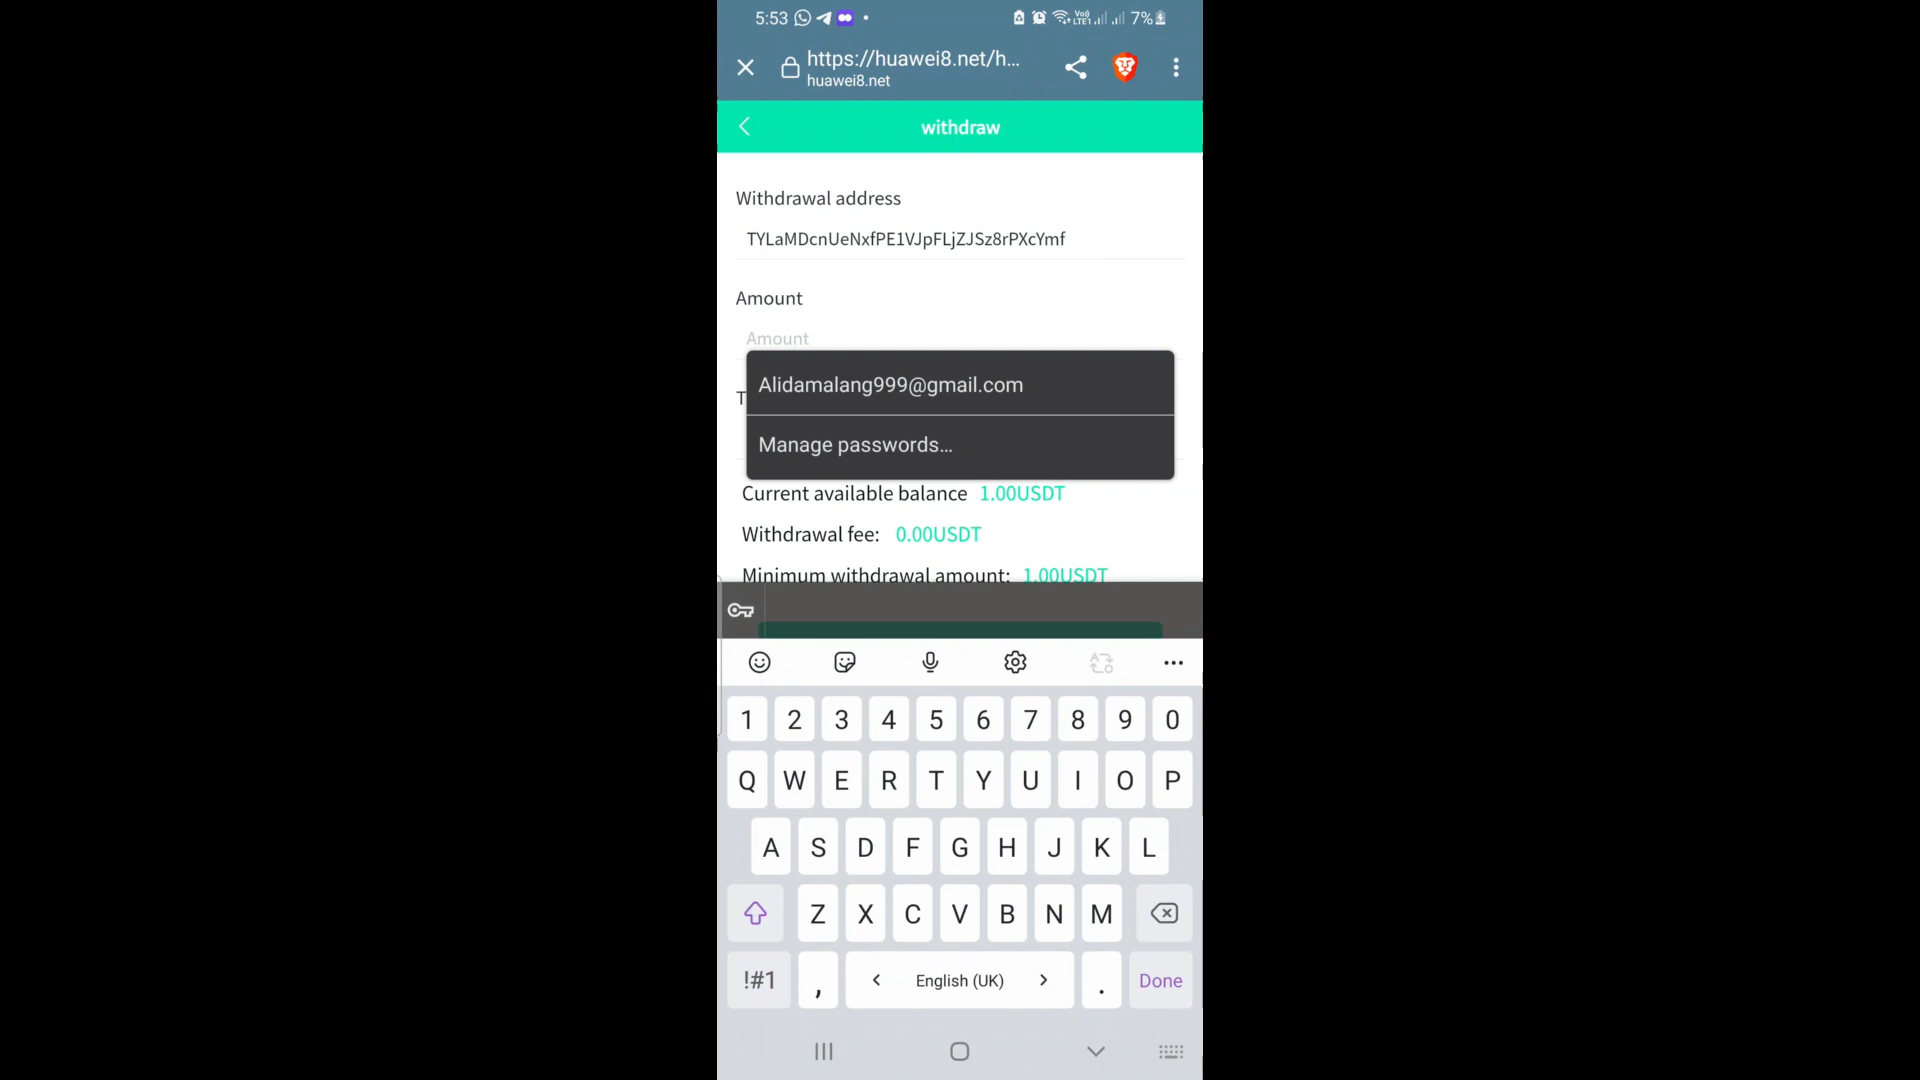 5:53
Vo)) LTE1 7%
https://huawei8.net/h...
huawei8.net
withdraw
Withdrawal address
TYLaMDcnUeNxfPE1VJpFLjZJSz8rPXcYmf
Amount
Amount
Alidamalang999@gmail.com
T
Manage passwords...
Current available balance 1.00USDT
Withdrawal fee: 0.00USDT
Minimum withdrawal amount: 1.00USDT
1 2 3 4 5 6 7 8 9 0
Q W E R T Y U I O P
A S D F G H J K L
Z X C V B N M
!#1 , < English (UK) > . Done